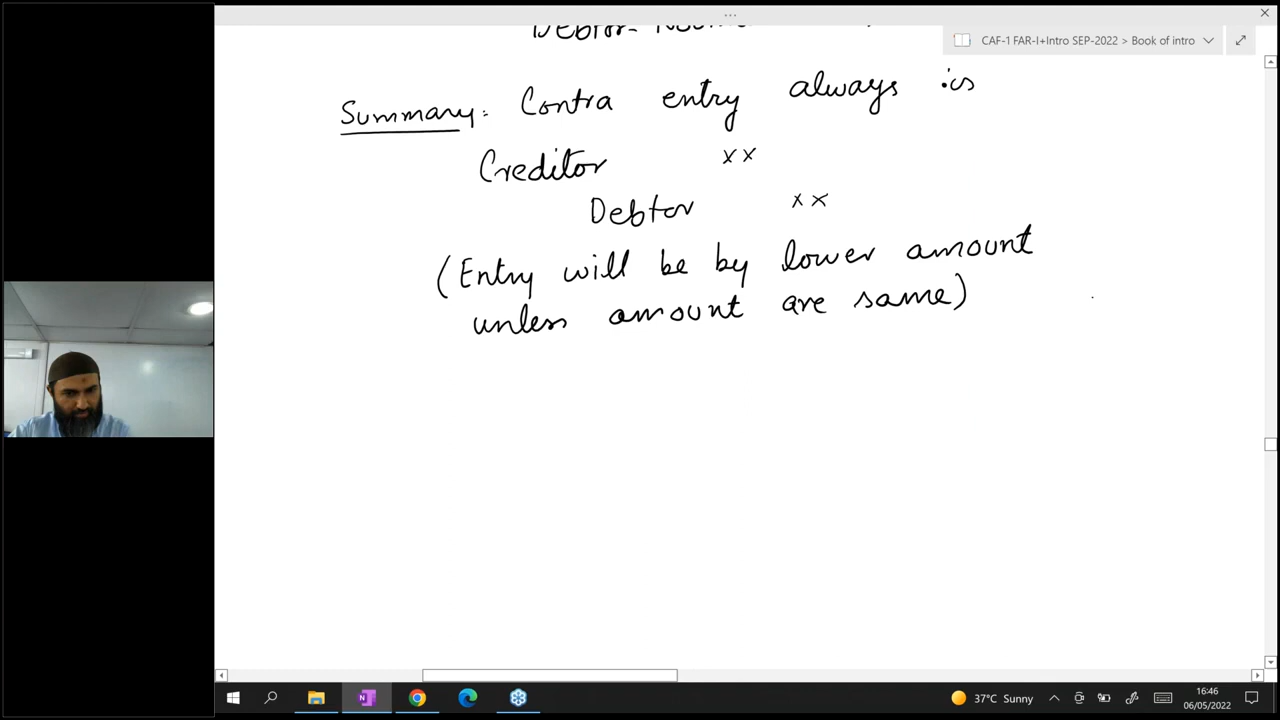 CAF-1 FAR-I+Intro SEP-2022 > Book of intro
Summary: Contra entry always is
Creditor xx
Debtor xx
(Entry will be by lower amount
unless amount are same)
37°C Sunny
16:46
06/05/2022